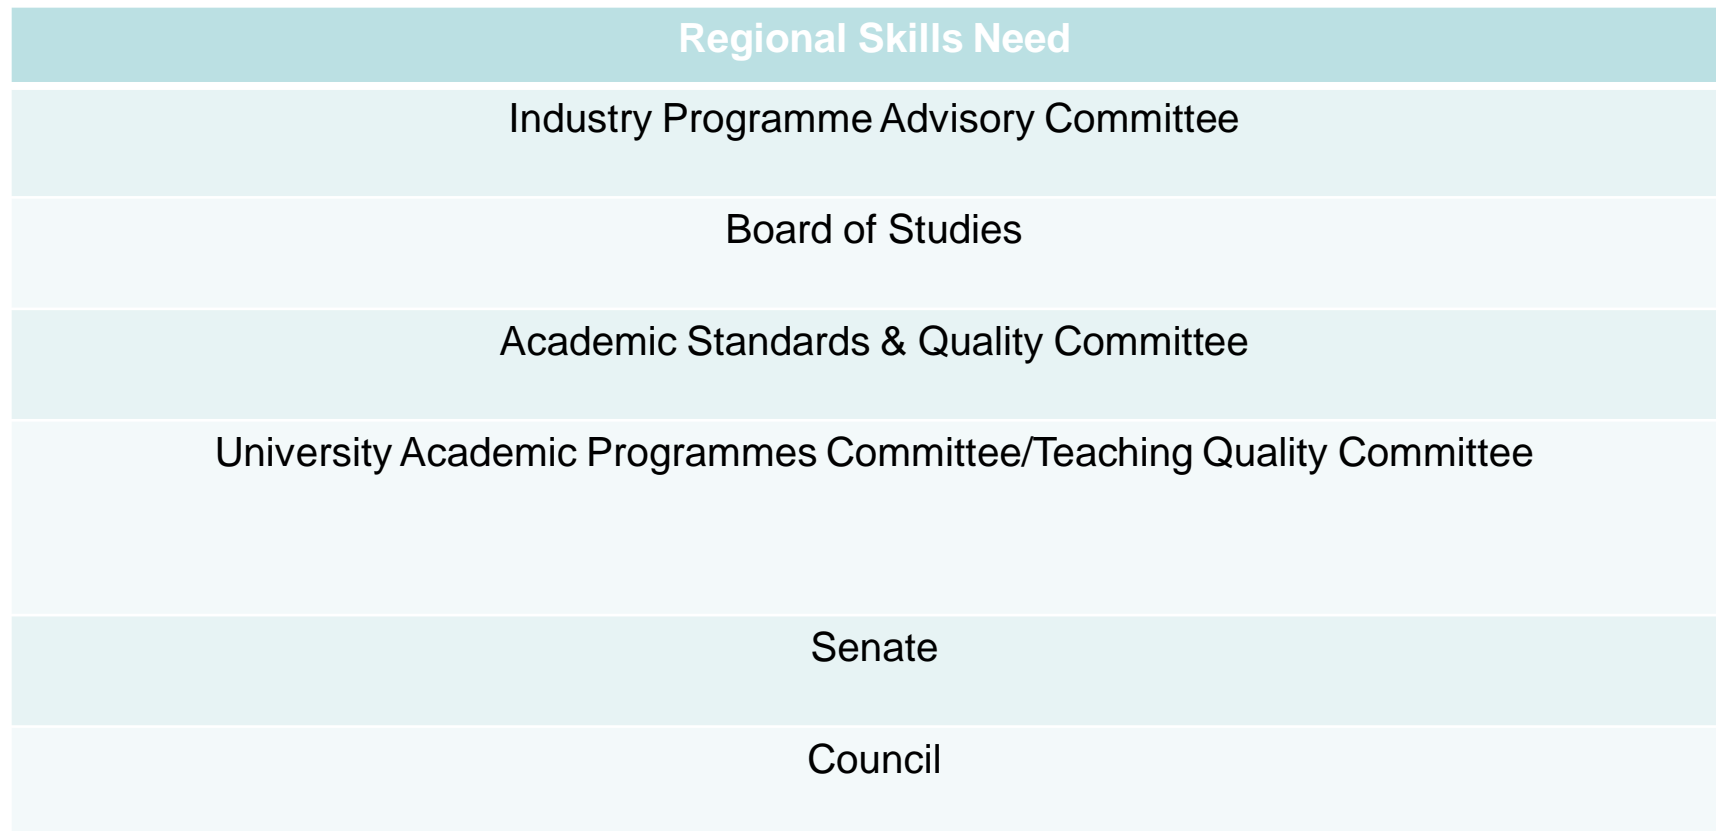 Regional Skills Need
Industry Programme Advisory Committee
Board of Studies
Academic Standards & Quality Committee
University Academic Programmes Committee/Teaching Quality Committee
Senate
Council